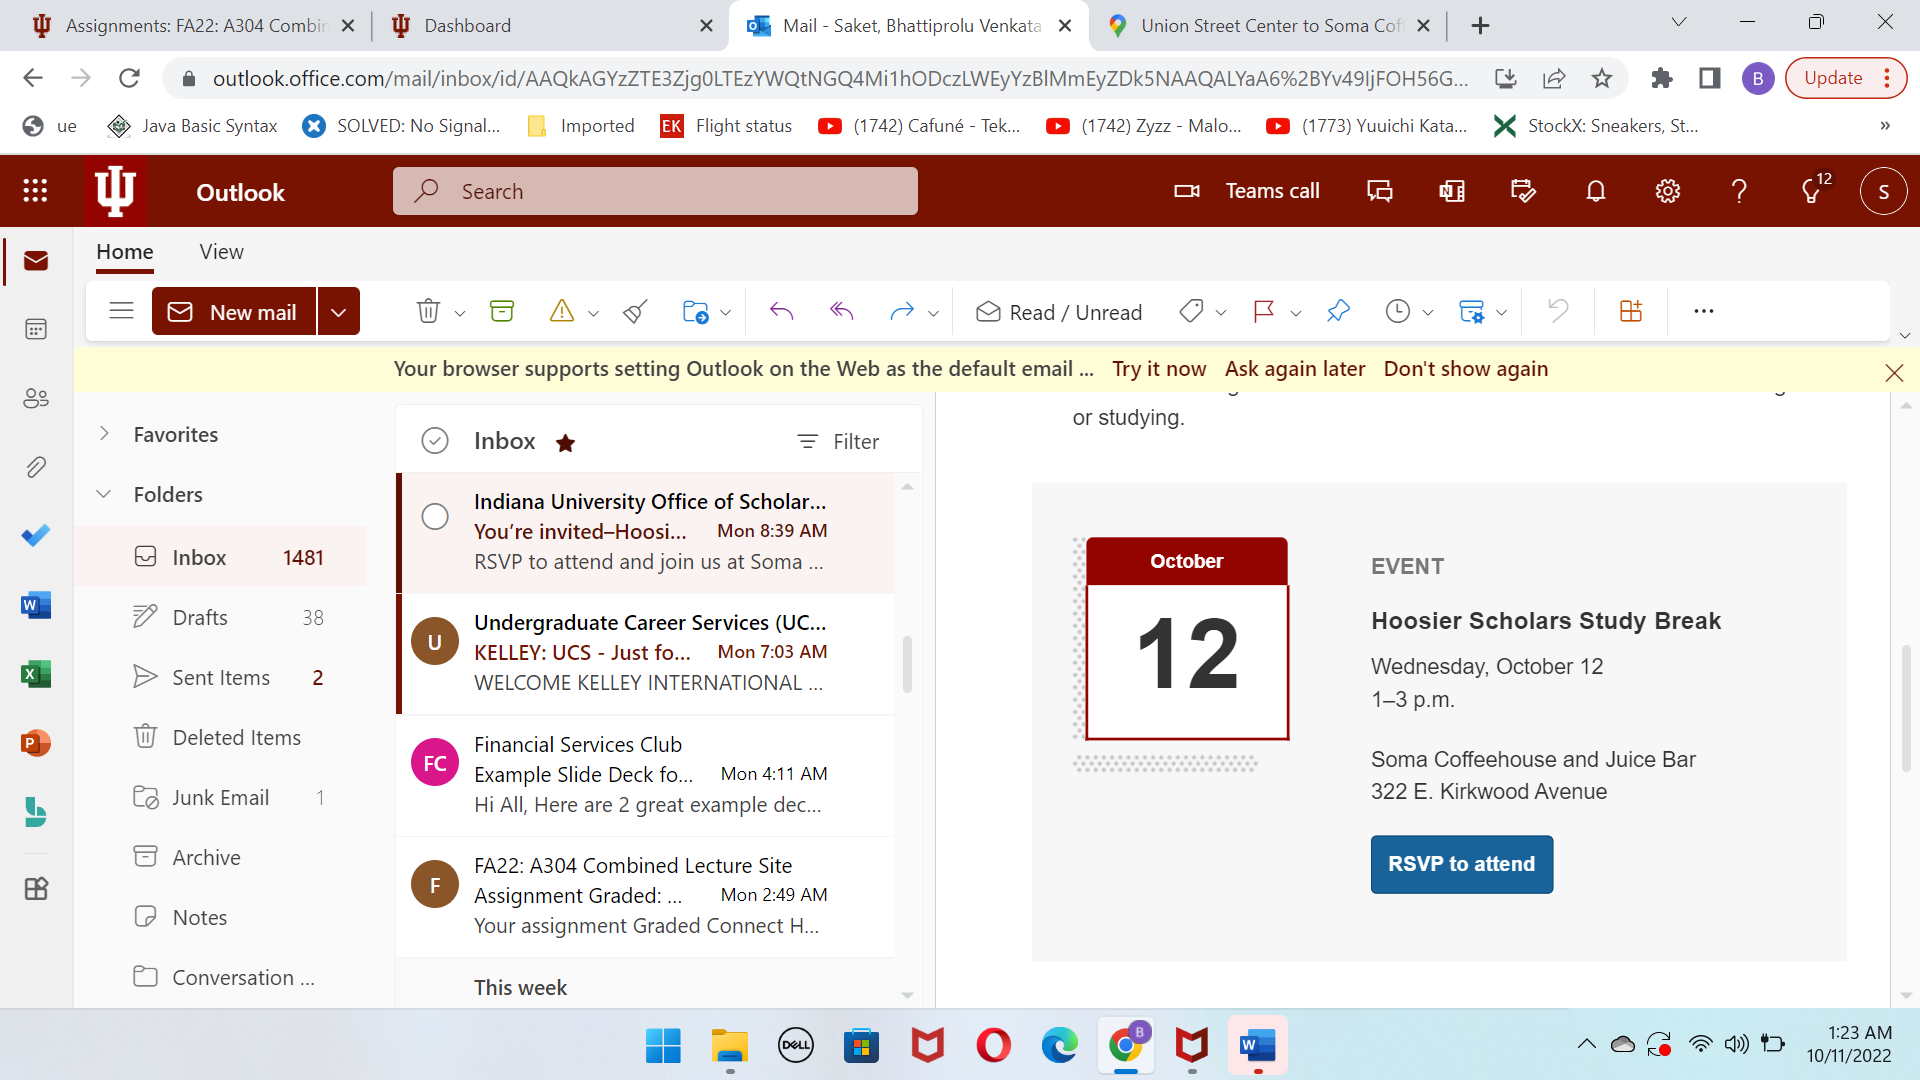 Assignments: FA22: A304 Combin
Dashboard
Mail - Saket, Bhattiprolu Venkata
Union Street Center to Soma Cof
outlook.office.com/mail/inbox/id/AAQkAGYzZTE3Zjg0LTEzYWQtNGQ4Mi1hODczLWEyYzBlMmEyZDk5NAAQALYaA6%2BYv49IjFOH56G...
B
Update
ue
Java Basic Syntax
SOLVED: No Signal...
Imported
EK Flight status
(1742) Cafuné - Tek...
(1742) Zyzz - Malo...
(1773) Yuuichi Kata...
StockX: Sneakers, St...
»
Outlook
Search
Teams call
12
S
Home
View
New mail
Read / Unread
Your browser supports setting Outlook on the Web as the default email ... Try it now Ask again later Don't show again
Favorites
Folders
Inbox 1481
Drafts 38
Sent Items 2
Deleted Items
Junk Email 1
Archive
Notes
Conversation ...
Inbox
Filter
Indiana University Office of Scholar...
You're invited–Hoosi... Mon 8:39 AM
RSVP to attend and join us at Soma ...
U
Undergraduate Career Services (UC...
KELLEY: UCS - Just fo... Mon 7:03 AM
WELCOME KELLEY INTERNATIONAL ...
FC
Financial Services Club
Example Slide Deck fo... Mon 4:11 AM
Hi All, Here are 2 great example dec...
F
FA22: A304 Combined Lecture Site
Assignment Graded: ... Mon 2:49 AM
Your assignment Graded Connect H...
This week
or studying.
October
12
EVENT
Hoosier Scholars Study Break
Wednesday, October 12
1–3 p.m.
Soma Coffeehouse and Juice Bar
322 E. Kirkwood Avenue
RSVP to attend
DELL
B
W
1:23 AM
10/11/2022